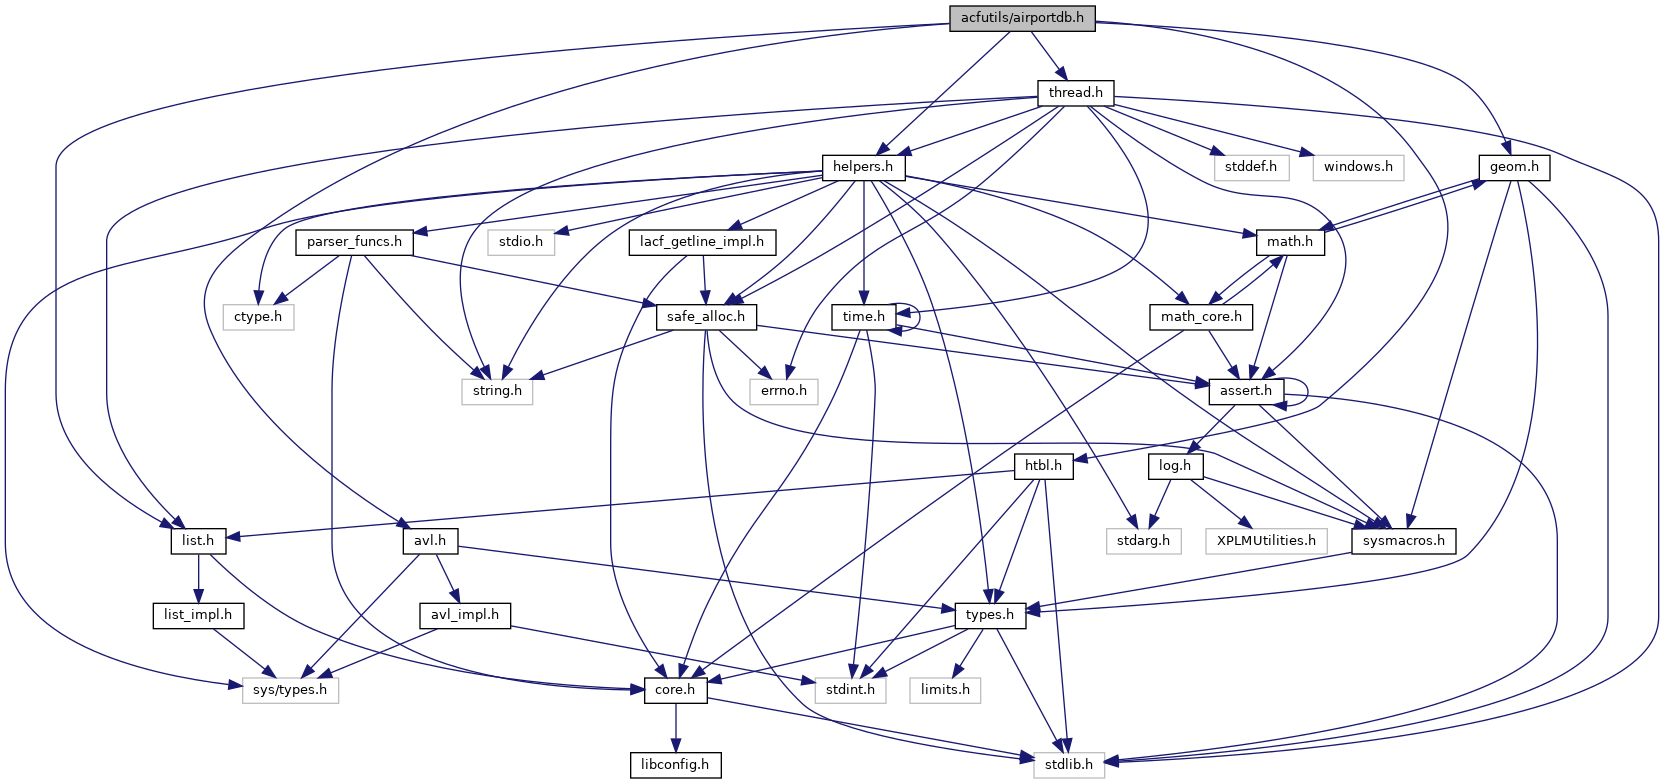 acfutils/airportdb.h
thread.h
helpers.h
stddef.h
windows.h
geom.h
parser_funcs.h
stdio.h
lacf_getline_impl.h
math.h
ctype.h
safe_alloc.h
time.h
math_core.h
string.h
errno.h
assert.h
htbl.h
log.h
list.h
avl.h
stdarg.h
XPLMUtilities.h
sysmacros.h
list_impl.h
avl_impl.h
types.h
sys/types.h
core.h
stdint.h
limits.h
libconfig.h
stdlib.h